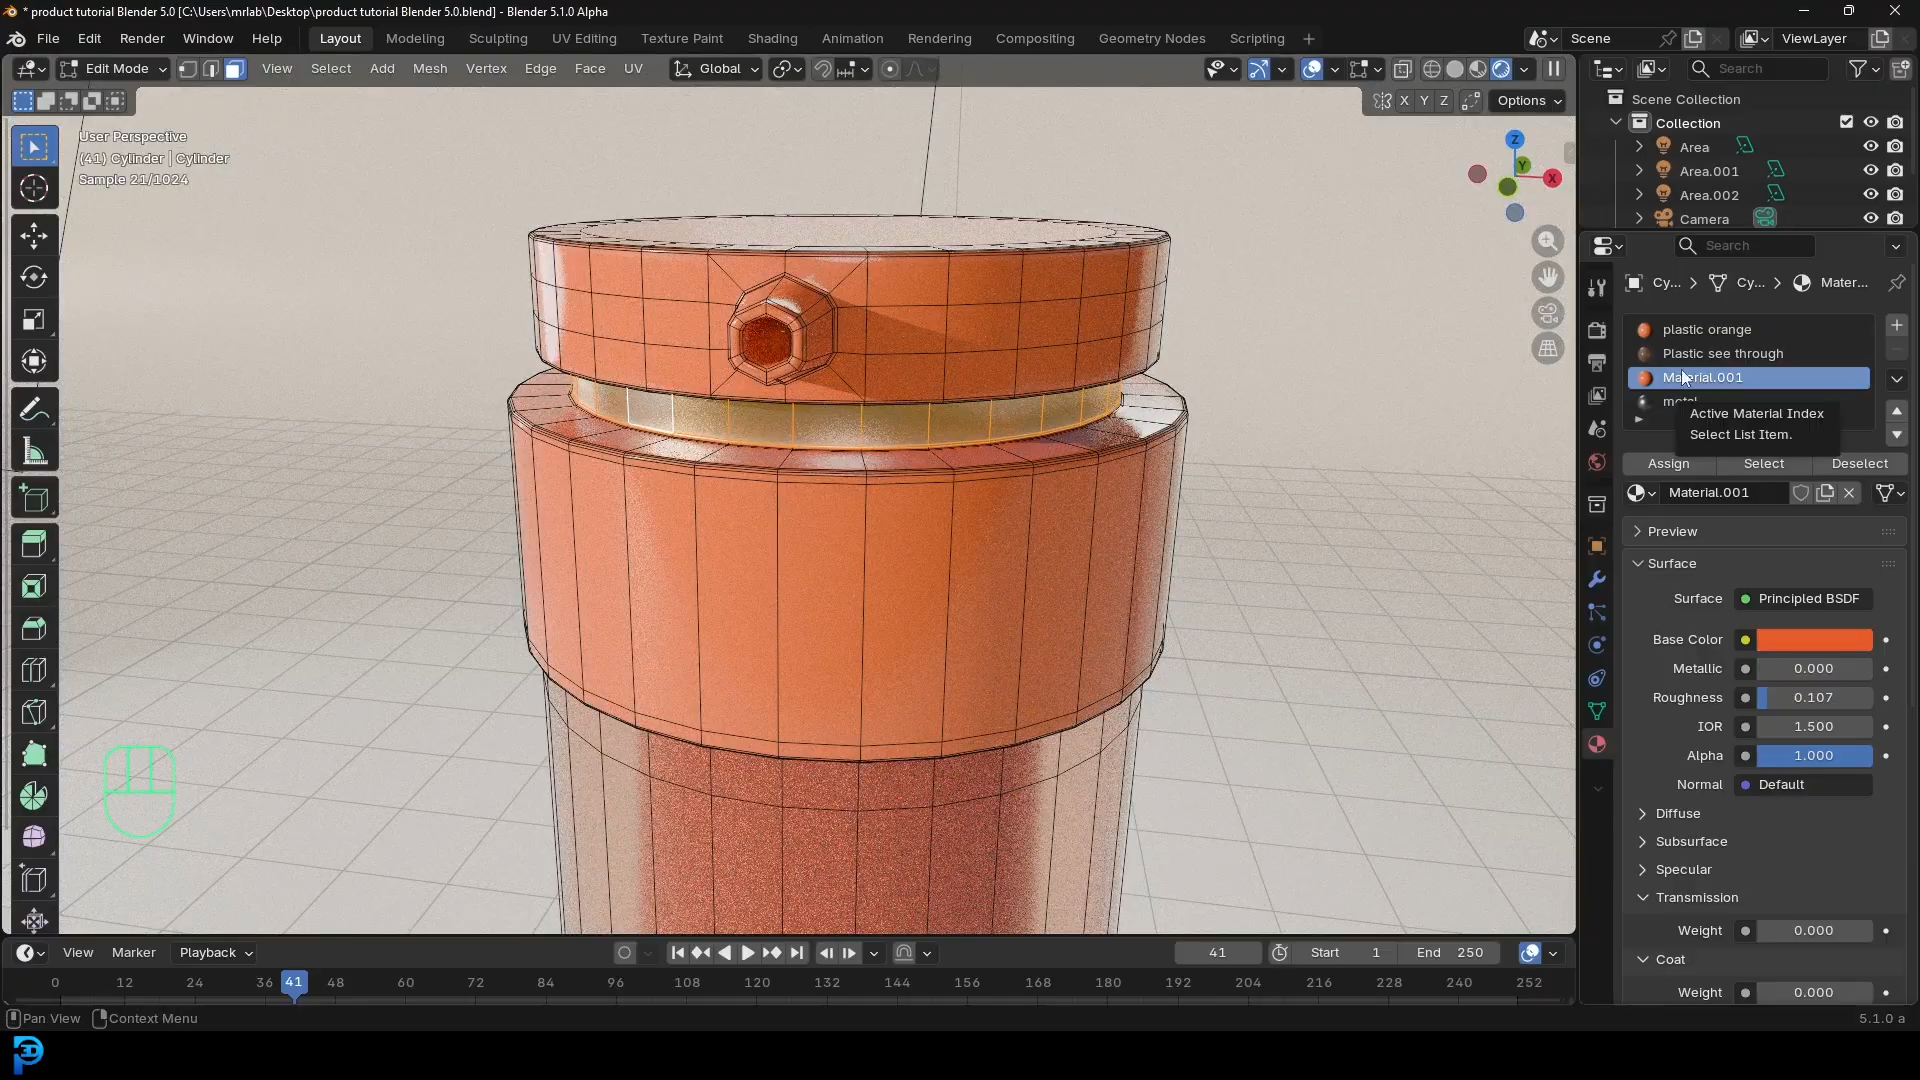 * product tutorial Blender 5.0 [C:\Users\mrlab\Desktop\product tutorial Blender 5.0.blend] - Blender 5.1.0 Alpha
File Edit Render Window Help Layout Modeling Sculpting UV Editing Texture Paint Shading Animation Rendering Compositing Geometry Nodes Scripting + Scene ViewLayer
Edit Mode View Select Add Mesh Vertex Edge Face UV Global Search
X Y Z Options
Scene Collection
Collection
Area
Area.001
Area.002
Camera
User Perspective
(41) Cylinder | Cylinder
Sample 21/1024
Z
Y
X
Search
Cy... Cy... Mater...
plastic orange
Plastic see through
Material.001
metal
Active Material Index
Select List Item.
Assign Select Deselect
Material.001
Preview
Surface
Surface Principled BSDF
Base Color
Metallic 0.000
Roughness 0.107
IOR 1.500
Alpha 1.000
Normal Default
Diffuse
Subsurface
Specular
Transmission
Weight 0.000
Coat
Weight 0.000
View Marker Playback 41 Start 1 End 250
0 12 24 36 41 48 60 72 84 96 108 120 132 144 156 168 180 192 204 216 228 240 252
Pan View Context Menu 5.1.0 a